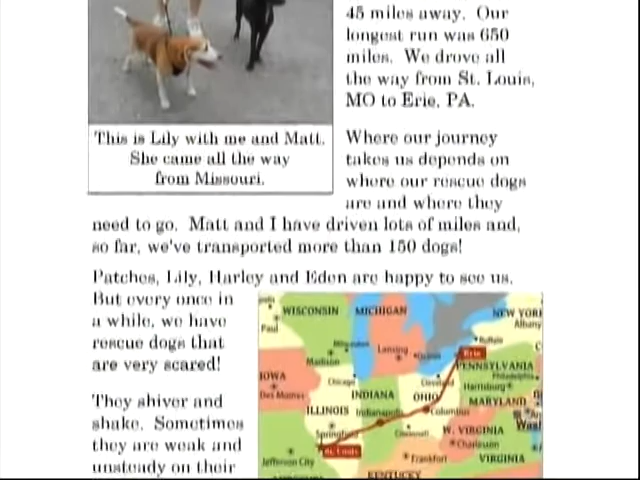 45 miles away. Our
longest run was 650
miles. We drove all
the way from St. Louis,
MO to Erie, PA.
This is Lily with me and Matt.
She came all the way
from Missouri.
Where our journey
takes us depends on
where our rescue dogs
are and where they
need to go. Matt and I have driven lots of miles and,
so far, we've transported more than 150 dogs!
Patches, Lily, Harley and Eden are happy to see us.
But every once in
a while, we have
rescue dogs that
are very scared!
They shiver and
shake. Sometimes
they are weak and
unsteady on their
WISCONSIN
MICHIGAN
NEW YORK
Albany
Paul
Buffalo
Madison
Lansing
Erie
PENNSYLVANIA
IOWA
Chicago
Cleveland
Harrisburg
Des Moines
INDIANA
OHIO
MARYLAND
ILLINOIS
Indianapolis
Columbus
Springfield
Cincinnati
W. VIRGINIA
Charleston
St. Louis
Jefferson City
Frankfort
VIRGINIA
KENTUCKY